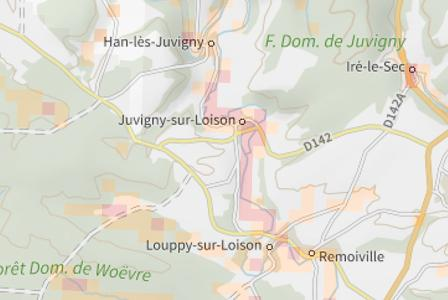 Han-lès-Juvigny
F. Dom. de Juvigny
Iré-le-Sec
D142A
Juvigny-sur-Loison
D142
Louppy-sur-Loison
Remoiville
orêt Dom. de Woëvre